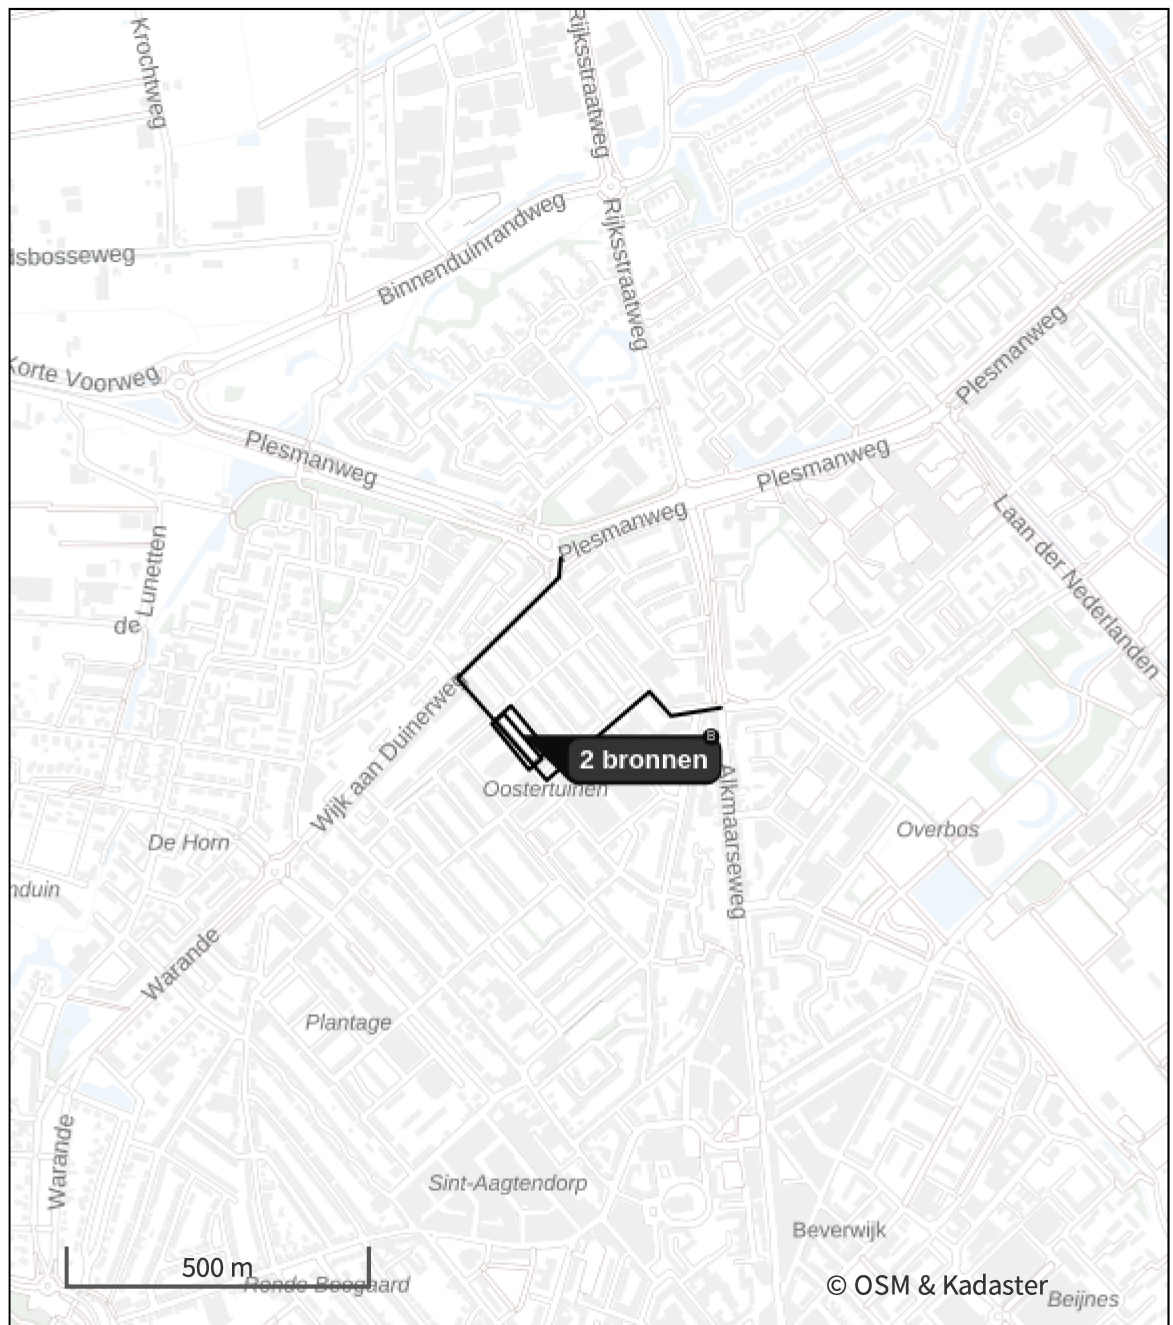 Krochtweg
Rijksstraatweg
Binnenduinrandweg
Rijksstraatweg
dsbosseweg
Korte Voorweg
Plesmanweg
Plesmanweg
Plesmanweg
Plesmanweg
Laan der Nederlanden
de Lunetten
Wijk aan Duinerweg
B
2 bronnen
Oostertuinen
Alkmaarseweg
De Horn
Overbos
nduin
Warande
Plantage
Warande
Sint-Aagtendorp
Beverwijk
500 m
Ronde Boogaard
© OSM & Kadaster
Beijnes